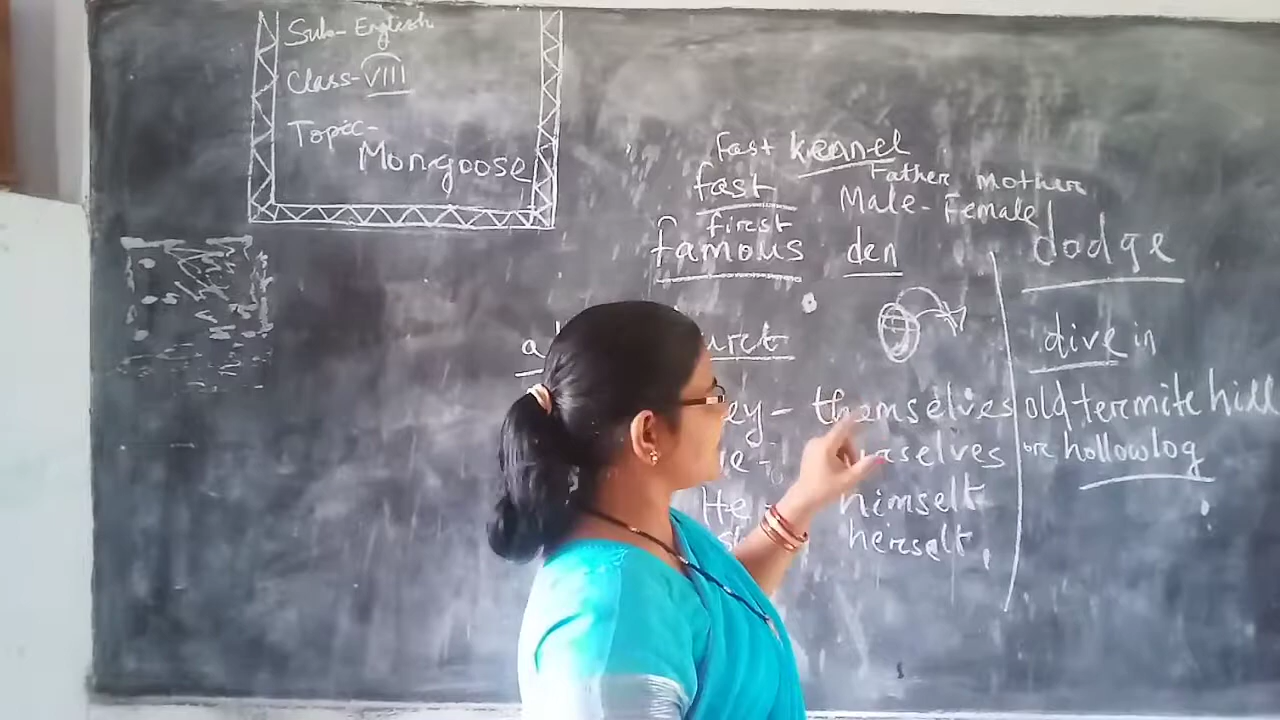 Sub- English
Class-VIII
Topic-
Mongoose
Fast kennel
fast
Father mother
Male- Female
first
famous den
dodge
dive in
themselves
old termite hill
or hollowlog
He - himself
herself,